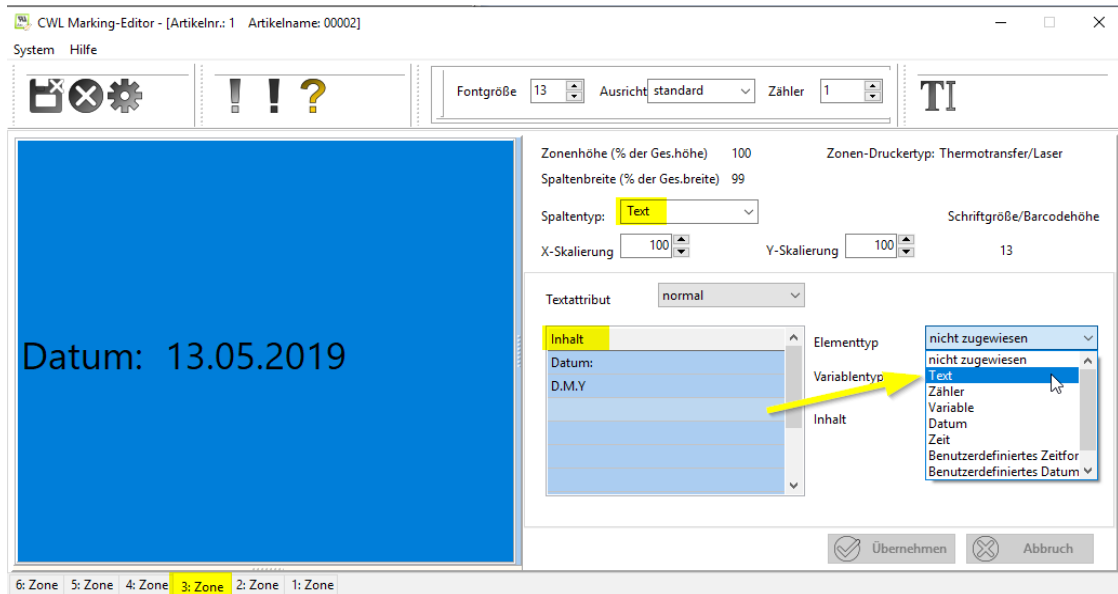 CWL Marking-Editor - [Artikelnr.: 1 Artikelname: 00002]
System Hilfe
Fontgröße 13 Ausricht standard Zähler 1
Zonenhöhe (% der Ges.höhe) 100 Zonen-Druckertyp: Thermotransfer/Laser
Spaltenbreite (% der Ges.breite) 99
Spaltentyp: Text Schriftgröße/Barcodehöhe
X-Skalierung 100 Y-Skalierung 100 13
Textattribut normal
Inhalt Elementtyp nicht zugewiesen
Datum: nicht zugewiesen
D.M.Y Variablentyp Text
Zähler
Variable
Inhalt Datum
Zeit
Benutzerdefiniertes Zeitfor
Benutzerdefiniertes Datum
Datum: 13.05.2019
Übernehmen Abbruch
6: Zone 5: Zone 4: Zone 3: Zone 2: Zone 1: Zone